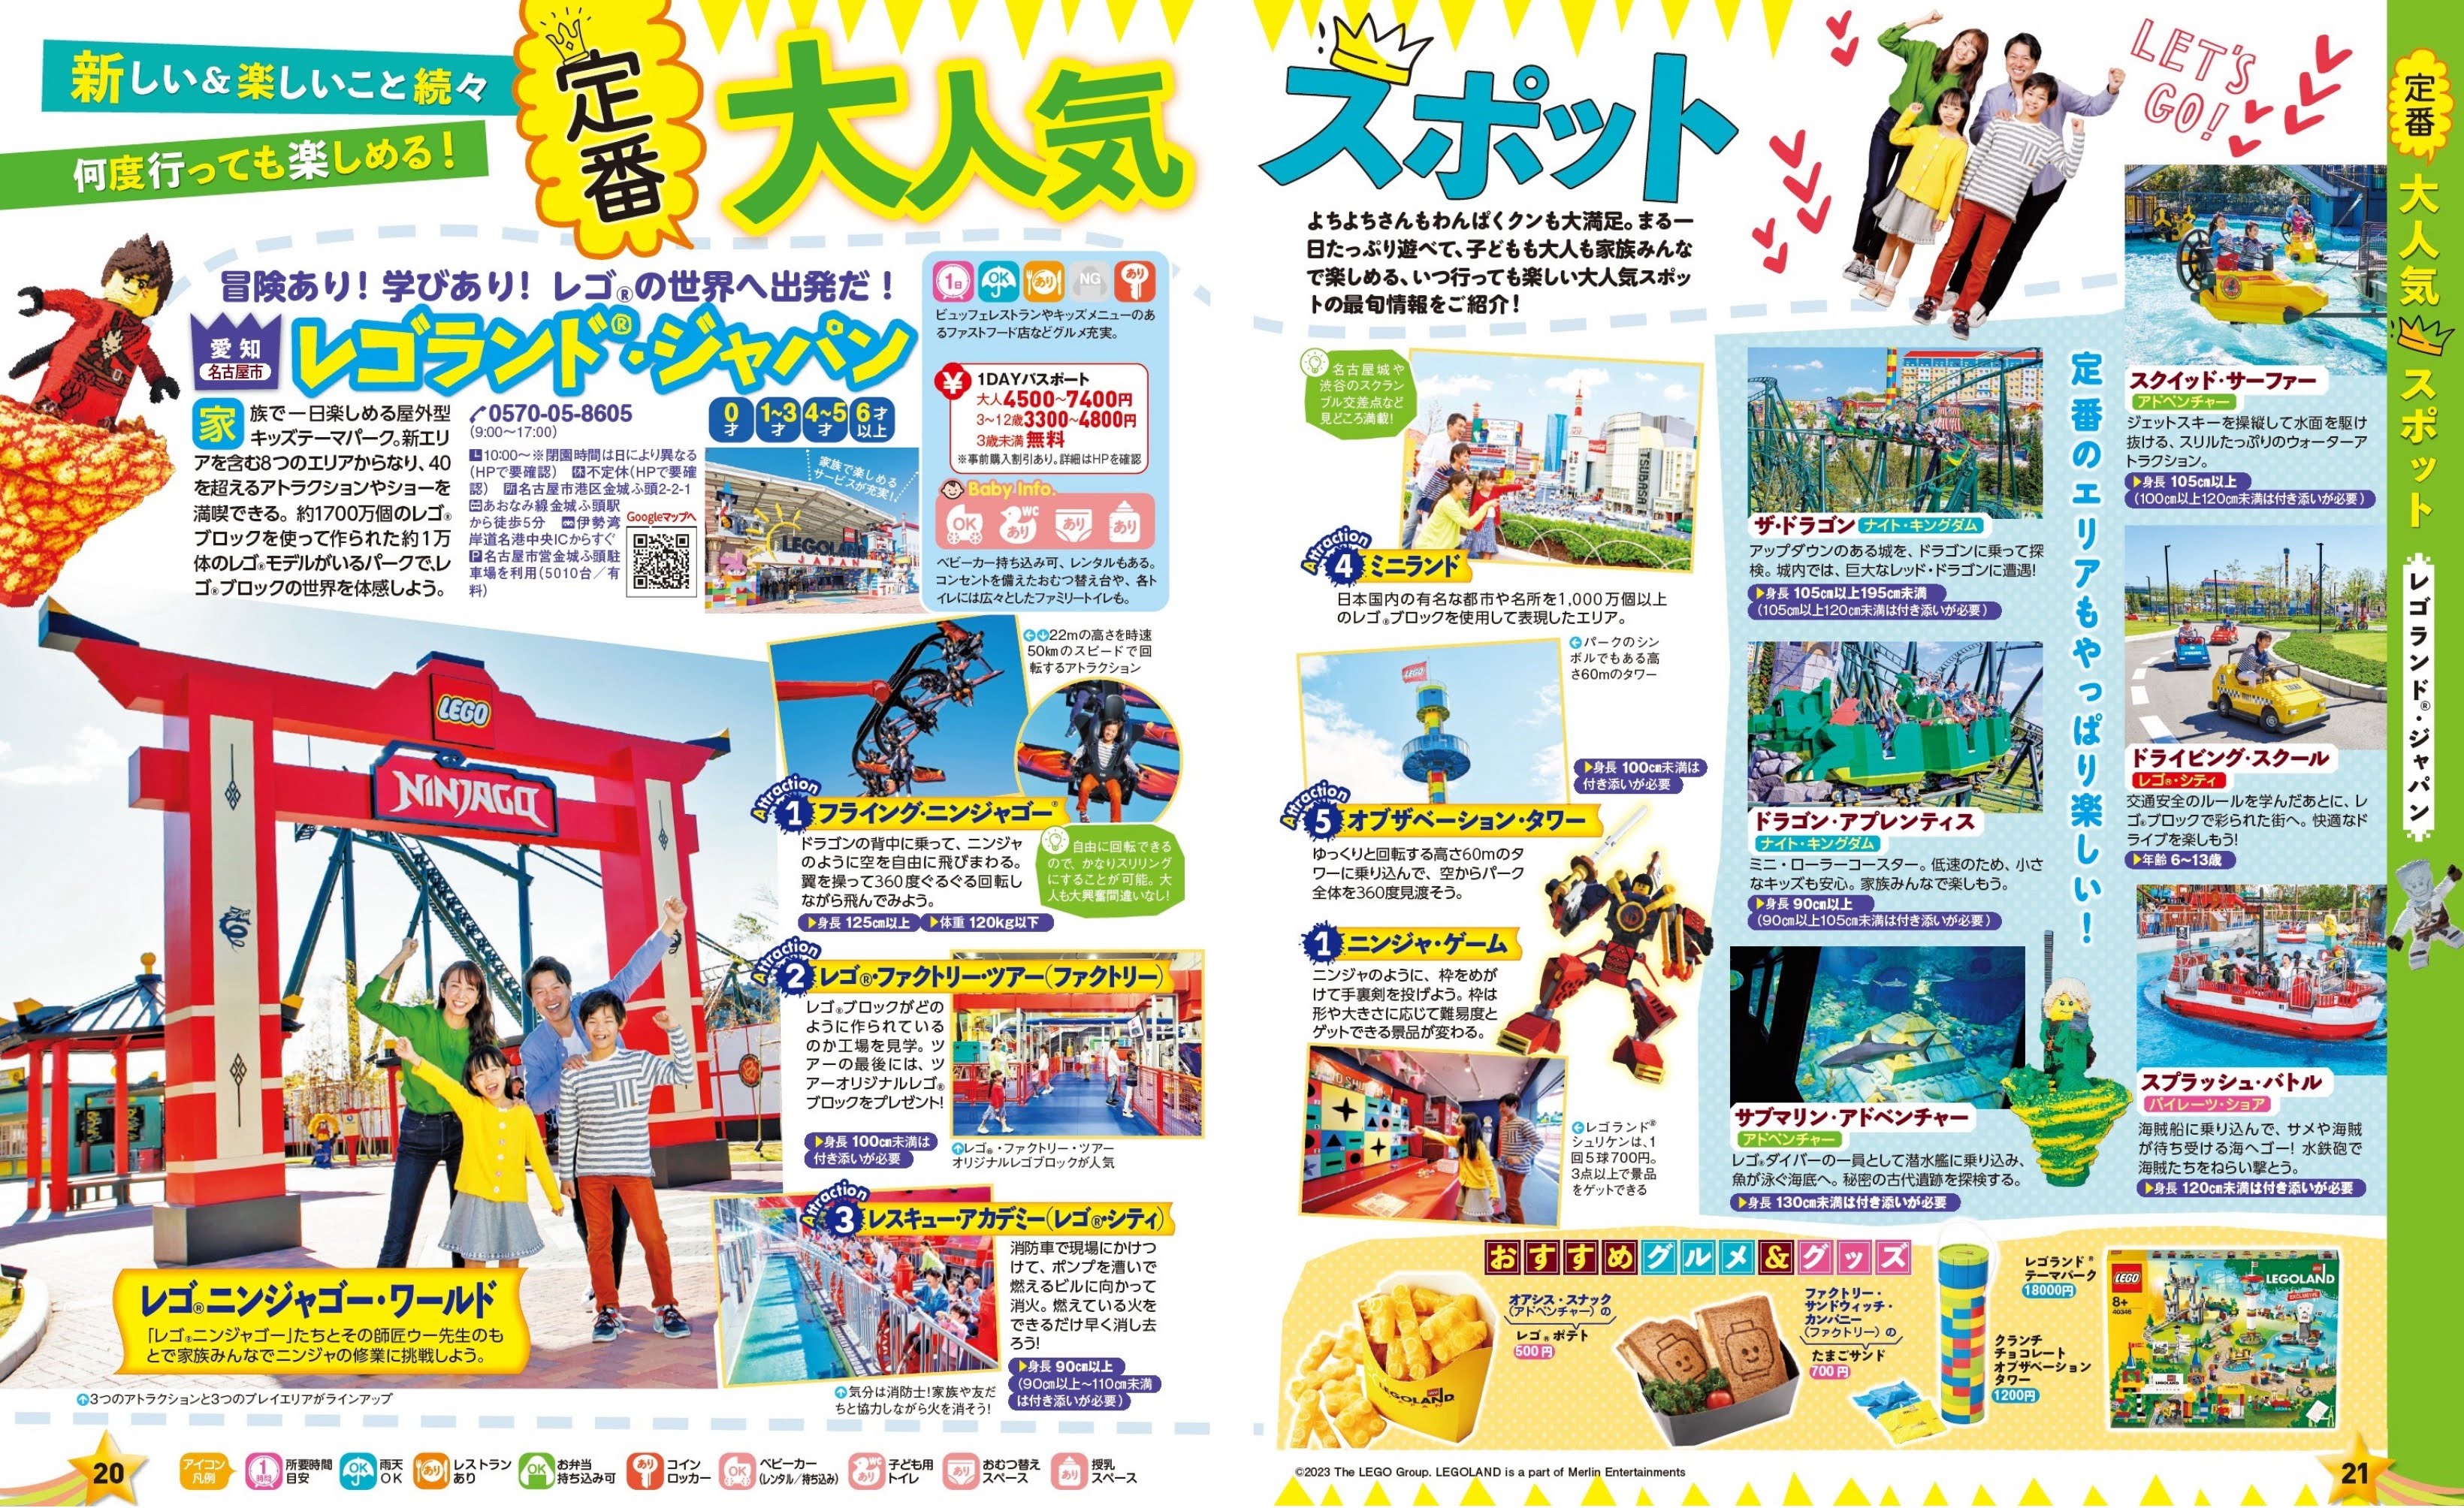 新しい&楽しいこと続々
何度行っても楽しめる!
定番
大人気
スポット
LET'S
GO!
よちよちさんもわんぱくクンも大満足。まる一
日たっぷり遊べて、子どもも大人も家族みんな
で楽しめる、いつ行っても楽しい大人気スポッ
トの最旬情報をご紹介!
冒険あり! 学びあり! レゴ®の世界へ出発だ!
愛知
名古屋市
レゴランド®・ジャパン
家族で一日楽しめる屋外型
キッズテーマパーク。新エリ
アを含む8つのエリアからなり、40
を超えるアトラクションやショーを
満喫できる。約1700万個のレゴ®
ブロックを使って作られた約1万
体のレゴ®モデルがいるパークで、レ
ゴ®ブロックの世界を体感しよう。
0570-05-8605
(9:00~17:00)
L10:00~※閉園時間は日により異なる
(HPで要確認) 休不定休(HPで要確
認) 所名古屋市港区金城ふ頭2-2-1
あおなみ線金城ふ頭駅
から徒歩5分 伊勢湾
岸道名港中央ICからすぐ
P名古屋市営金城ふ頭駐
車場を利用(5010台/有
料)
Googleマップへ
0才
1~3才
4~5才
6才以上
家族で楽しめる
サービスが充実!
LEGOLAND
JAPAN
1日
OK
あり
NG
あり
ビュッフェレストランやキッズメニューのあ
るファストフード店などグルメ充実。
¥
1DAYパスポート
大人4500~7400円
3~12歳3300~4800円
3歳未満 無料
※事前購入割引あり。詳細はHPを確認
Baby Info.
OK
WC
あり
あり
あり
ベビーカー持ち込み可、レンタルもある。
コンセントを備えたおむつ替え台や、各ト
イレには広々としたファミリートイレも。
LEGO
NINJAGO
レゴ®ニンジャゴー・ワールド
「レゴ®ニンジャゴー」たちとその師匠ウー先生のも
とで家族みんなでニンジャの修業に挑戦しよう。
3つのアトラクションと3つのプレイエリアがラインアップ
22mの高さを時速
50kmのスピードで回
転するアトラクション
Attraction
1 フライング・ニンジャゴー®
ドラゴンの背中に乗って、ニンジャ
のように空を自由に飛びまわる。
翼を操って360度ぐるぐる回転し
ながら飛んでみよう。
▶身長 125cm以上 ▶体重 120kg以下
自由に回転できる
ので、かなりスリリング
にすることが可能。大
人も大興奮間違いなし!
Attraction
2 レゴ®・ファクトリー・ツアー(ファクトリー)
レゴ®ブロックがどの
ように作られている
のか工場を見学。ツ
アーの最後には、ツ
アーオリジナルレゴ®
ブロックをプレゼント!
▶身長 100cm未満は
付き添いが必要
レゴ®・ファクトリー・ツアー
オリジナルレゴブロックが人気
Attraction
3 レスキュー・アカデミー(レゴ®・シティ)
消防車で現場にかけつ
けて、ポンプを漕いで
燃えるビルに向かって
消火。燃えている火を
できるだけ早く消し去
ろう!
▶身長 90cm以上
(90cm以上~110cm未満
は付き添いが必要)
気分は消防士!家族や友だ
ちと協力しながら火を消そう!
名古屋城や
渋谷のスクラン
ブル交差点など
見どころ満載!
TSUBASA
Attraction
4 ミニランド
日本国内の有名な都市や名所を1,000万個以上
のレゴ®ブロックを使用して表現したエリア。
LEGO
パークのシン
ボルでもある高
さ60mのタワー
▶身長 100cm未満は
付き添いが必要
Attraction
5 オブザベーション・タワー
ゆっくりと回転する高さ60mのタ
ワーに乗り込んで、空からパーク
全体を360度見渡そう。
1 ニンジャ・ゲーム
ニンジャのように、枠をめが
けて手裏剣を投げよう。枠は
形や大きさに応じて難易度と
ゲットできる景品が変わる。
レゴランド®
シュリケンは、1
回5球700円。
3点以上で景品
をゲットできる
定番のエリアもやっぱり楽しい!
ザ・ドラゴン ナイト・キングダム
アップダウンのある城を、ドラゴンに乗って探
検。城内では、巨大なレッド・ドラゴンに遭遇!
▶身長 105cm以上195cm未満
(105cm以上120cm未満は付き添いが必要)
ドラゴン・アプレンティス
ナイト・キングダム
ミニ・ローラーコースター。低速のため、小さ
なキッズも安心。家族みんなで楽しもう。
▶身長 90cm以上
(90cm以上105cm未満は付き添いが必要)
サブマリン・アドベンチャー
アドベンチャー
レゴ®ダイバーの一員として潜水艦に乗り込み、
魚が泳ぐ海底へ。秘密の古代遺跡を探検する。
▶身長 130cm未満は付き添いが必要
スクイッド・サーファー
アドベンチャー
ジェットスキーを操縦して水面を駆け
抜ける、スリルたっぷりのウォーターア
トラクション。
▶身長 105cm以上
(100cm以上120cm未満は付き添いが必要)
ドライビング・スクール
レゴ®・シティ
交通安全のルールを学んだあとに、レ
ゴ®ブロックで彩られた街へ。快適なド
ライブを楽しもう!
▶年齢 6~13歳
スプラッシュ・バトル
パイレーツ・ショア
海賊船に乗り込んで、サメや海賊
が待ち受ける海へゴー! 水鉄砲で
海賊たちをねらい撃とう。
▶身長 120cm未満は付き添いが必要
おすすめグルメ&グッズ
オアシス・スナック
(アドベンチャー)の
レゴ®ポテト
500円
LEGOLAND
ファクトリー・
サンドウィッチ・
カンパニー
(ファクトリー)の
たまごサンド
700円
レゴランド®
テーマパーク
18000円
クランチ
チョコレート
オブザベーション
タワー
1200円
LEGO
8+
40346
LEGOLAND
EXCLUSIVE
定番
大人気
スポット
レゴランド®・ジャパン
20
アイコン
凡例
1時間
所要時間
目安
OK
雨天
OK
あり
レストラン
あり
OK
お弁当
持ち込み可
あり
コイン
ロッカー
OK
ベビーカー
(レンタル/持ち込み)
WC
あり
子ども用
トイレ
あり
おむつ替え
スペース
あり
授乳
スペース
©2023 The LEGO Group. LEGOLAND is a part of Merlin Entertainments
21